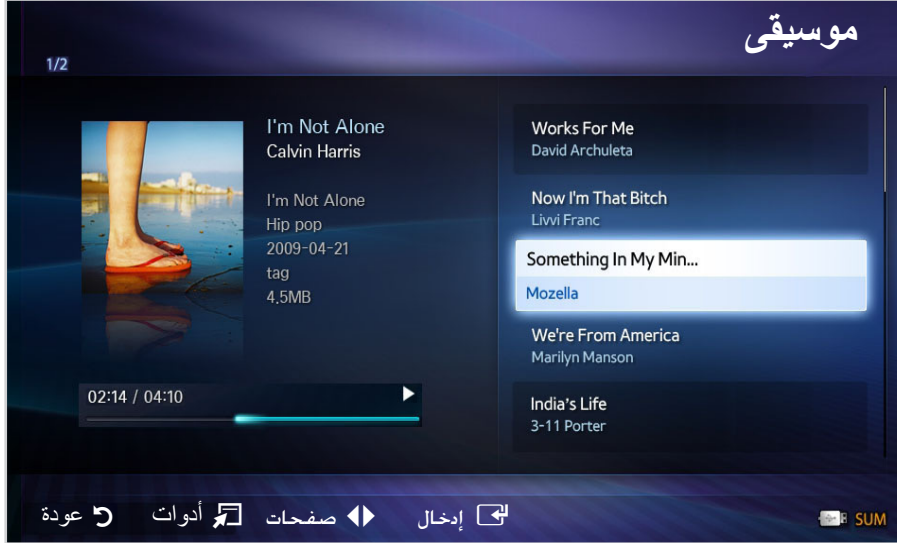 موسيقى
1/2
I'm Not Alone
Calvin Harris
I'm Not Alone
Hip pop
2009-04-21
tag
4.5MB
02:14 / 04:10
Works For Me
David Archuleta
Now I'm That Bitch
Livvi Franc
Something In My Min...
Mozella
We're From America
Marilyn Manson
India's Life
3-11 Porter
عودة أدوات صفحات إدخال
SUM